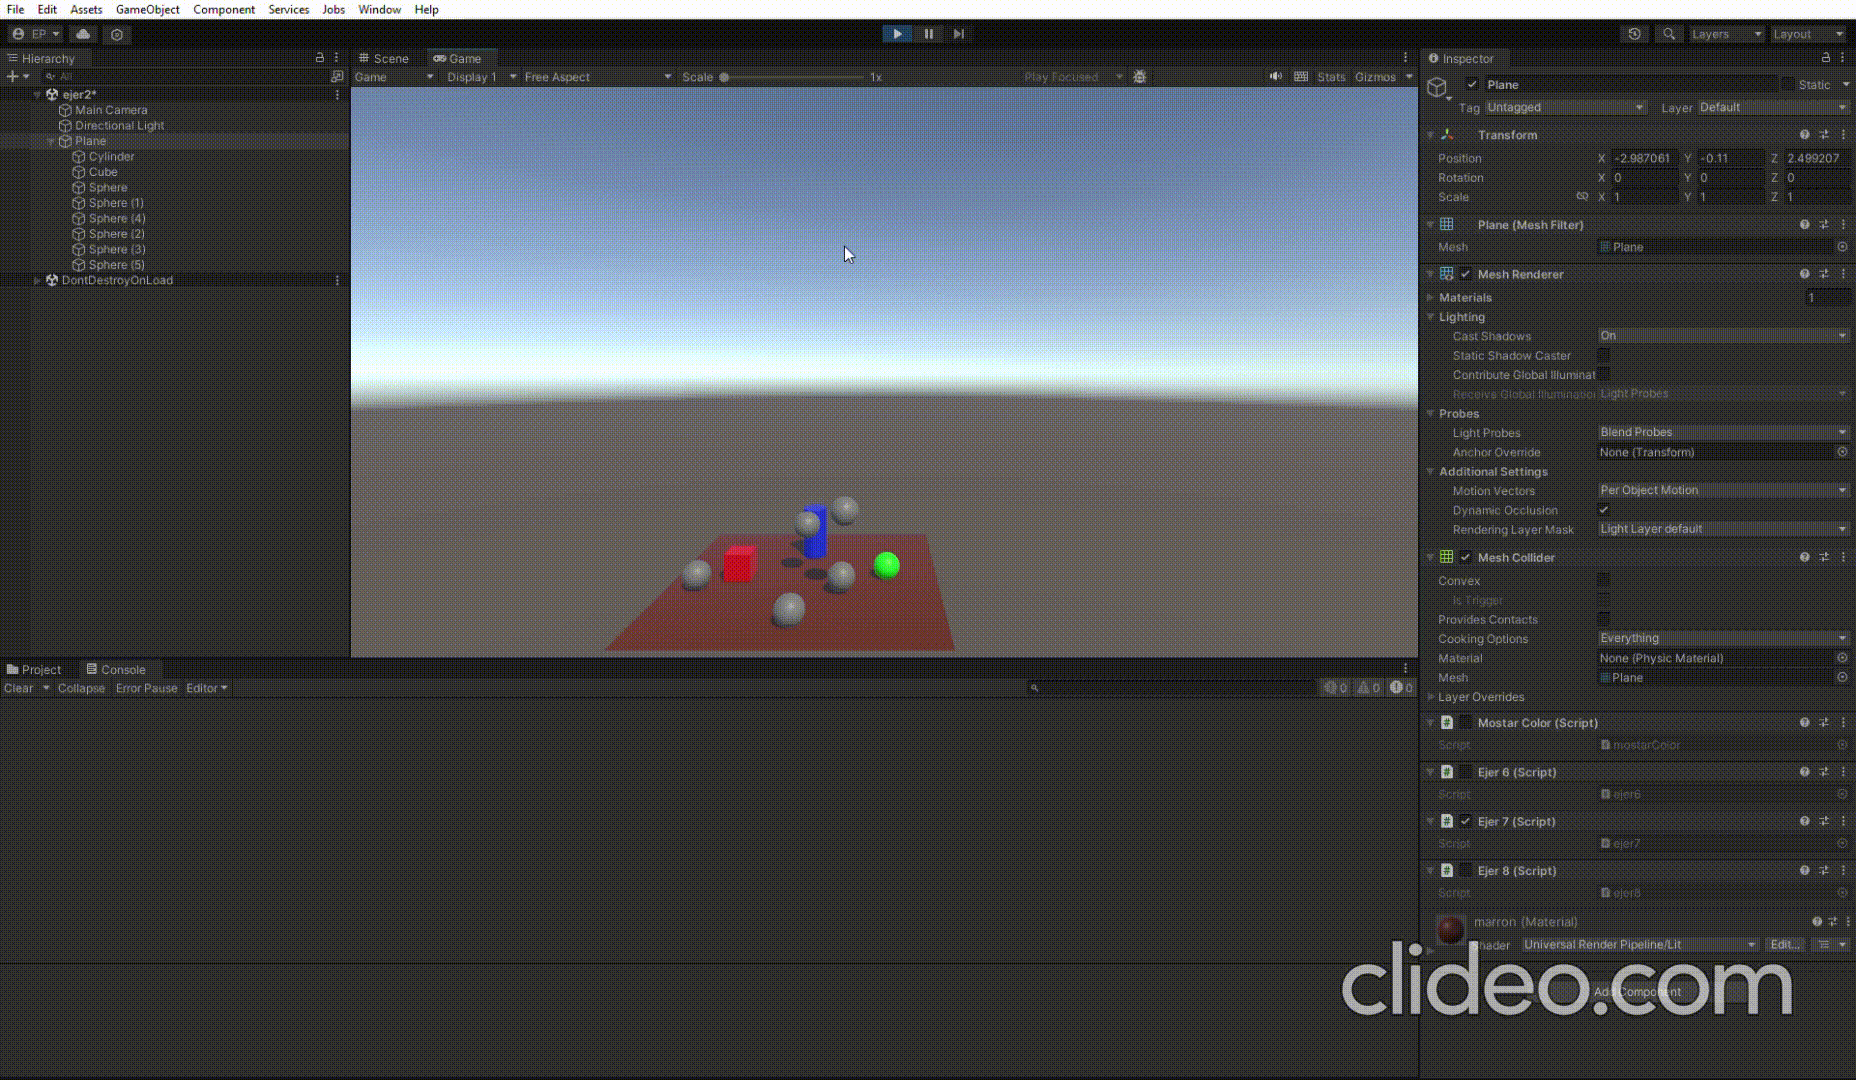 File Edit Assets GameObject Component Services Jobs Window Help
EP Layers Layout
Hierarchy Scene Game Inspector
All Game Display 1 Free Aspect Scale 1x Play Focused Stats Gizmos
Plane Static
ejer2*
Main Camera
Directional Light
Plane
Cylinder
Cube
Sphere
Sphere (1)
Sphere (4)
Sphere (2)
Sphere (3)
Sphere (5)
DontDestroyOnLoad
Tag Untagged Layer Default
Transform
Position X -2.987061 Y -0.11 Z 2.499207
Rotation X 0 Y 0 Z 0
Scale X 1 Y 1 Z 1
Plane (Mesh Filter)
Mesh Plane
Mesh Renderer
Materials 1
Lighting
Cast Shadows On
Static Shadow Caster
Contribute Global Illuminat
Receive Global Illumination Light Probes
Probes
Light Probes Blend Probes
Anchor Override None (Transform)
Additional Settings
Motion Vectors Per Object Motion
Dynamic Occlusion
Rendering Layer Mask Light Layer default
Mesh Collider
Convex
Is Trigger
Provides Contacts
Cooking Options Everything
Material None (Physic Material)
Mesh Plane
Layer Overrides
Mostar Color (Script)
Script mostarColor
Ejer 6 (Script)
Script ejer6
Ejer 7 (Script)
Script ejer7
Ejer 8 (Script)
Script ejer8
marron (Material)
Shader Universal Render Pipeline/Lit Edit...
Add Component
Project Console
Clear Collapse Error Pause Editor 0 0 0
clideo.com